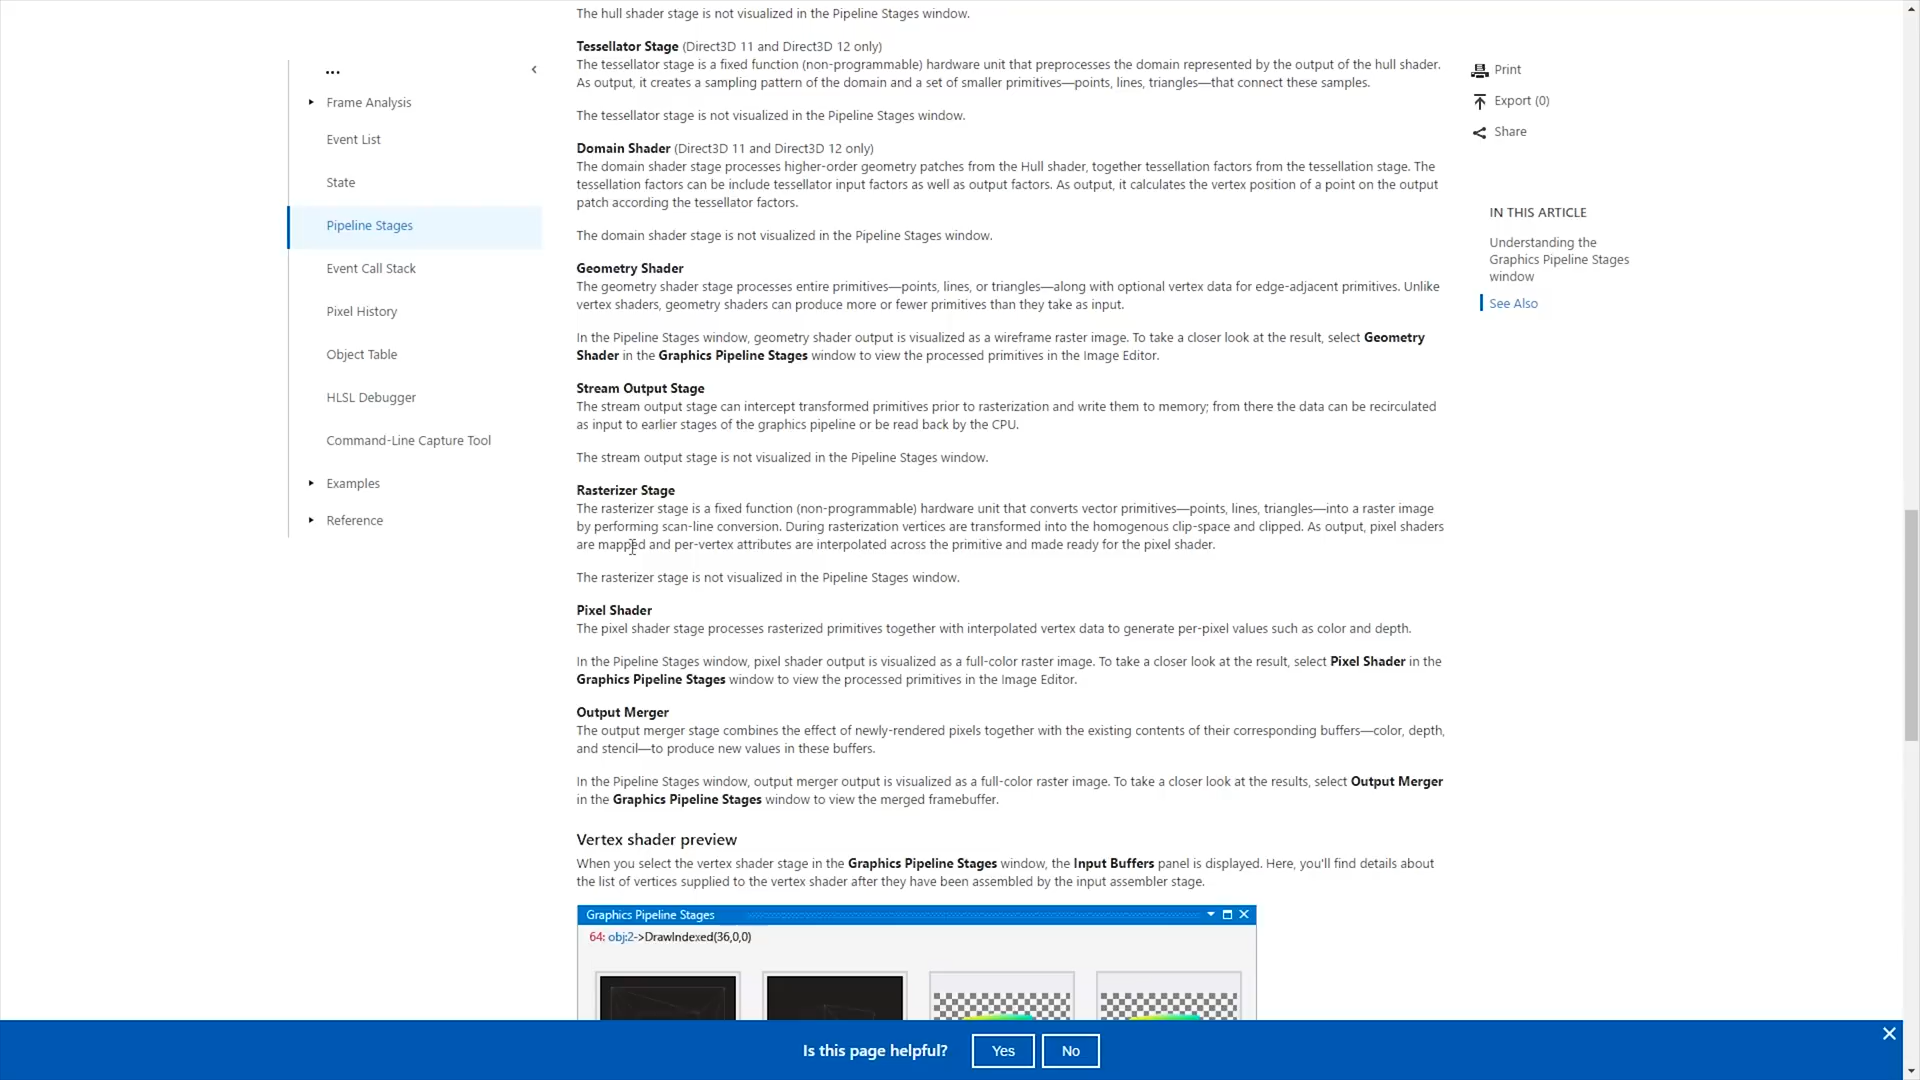 The hull shader stage is not visualized in the Pipeline Stages window.
Tessellator Stage (Direct3D 11 and Direct3D 12 only)
The tessellator stage is a fixed function (non-programmable) hardware unit that preprocesses the domain represented by the output of the hull shader.
As output, it creates a sampling pattern of the domain and a set of smaller primitives—points, lines, triangles—that connect these samples.
The tessellator stage is not visualized in the Pipeline Stages window.
Domain Shader (Direct3D 11 and Direct3D 12 only)
The domain shader stage processes higher-order geometry patches from the Hull shader, together tessellation factors from the tessellation stage. The
tessellation factors can be include tessellator input factors as well as output factors. As output, it calculates the vertex position of a point on the output
patch according the tessellator factors.
The domain shader stage is not visualized in the Pipeline Stages window.
Geometry Shader
The geometry shader stage processes entire primitives—points, lines, or triangles—along with optional vertex data for edge-adjacent primitives. Unlike
vertex shaders, geometry shaders can produce more or fewer primitives than they take as input.
In the Pipeline Stages window, geometry shader output is visualized as a wireframe raster image. To take a closer look at the result, select Geometry
Shader in the Graphics Pipeline Stages window to view the processed primitives in the Image Editor.
Stream Output Stage
The stream output stage can intercept transformed primitives prior to rasterization and write them to memory; from there the data can be recirculated
as input to earlier stages of the graphics pipeline or be read back by the CPU.
The stream output stage is not visualized in the Pipeline Stages window.
Rasterizer Stage
The rasterizer stage is a fixed function (non-programmable) hardware unit that converts vector primitives—points, lines, triangles—into a raster image
by performing scan-line conversion. During rasterization vertices are transformed into the homogenous clip-space and clipped. As output, pixel shaders
are mapped and per-vertex attributes are interpolated across the primitive and made ready for the pixel shader.
The rasterizer stage is not visualized in the Pipeline Stages window.
Pixel Shader
The pixel shader stage processes rasterized primitives together with interpolated vertex data to generate per-pixel values such as color and depth.
In the Pipeline Stages window, pixel shader output is visualized as a full-color raster image. To take a closer look at the result, select Pixel Shader in the
Graphics Pipeline Stages window to view the processed primitives in the Image Editor.
Output Merger
The output merger stage combines the effect of newly-rendered pixels together with the existing contents of their corresponding buffers—color, depth,
and stencil—to produce new values in these buffers.
In the Pipeline Stages window, output merger output is visualized as a full-color raster image. To take a closer look at the results, select Output Merger
in the Graphics Pipeline Stages window to view the merged framebuffer.
Vertex shader preview
When you select the vertex shader stage in the Graphics Pipeline Stages window, the Input Buffers panel is displayed. Here, you'll find details about
the list of vertices supplied to the vertex shader after they have been assembled by the input assembler stage.
Graphics Pipeline Stages
64: obj:2->DrawIndexed(36,0,0)
...
Frame Analysis
Event List
State
Pipeline Stages
Event Call Stack
Pixel History
Object Table
HLSL Debugger
Command-Line Capture Tool
Examples
Reference
Print
Export (0)
Share
IN THIS ARTICLE
Understanding the
Graphics Pipeline Stages
window
See Also
Is this page helpful?
Yes
No